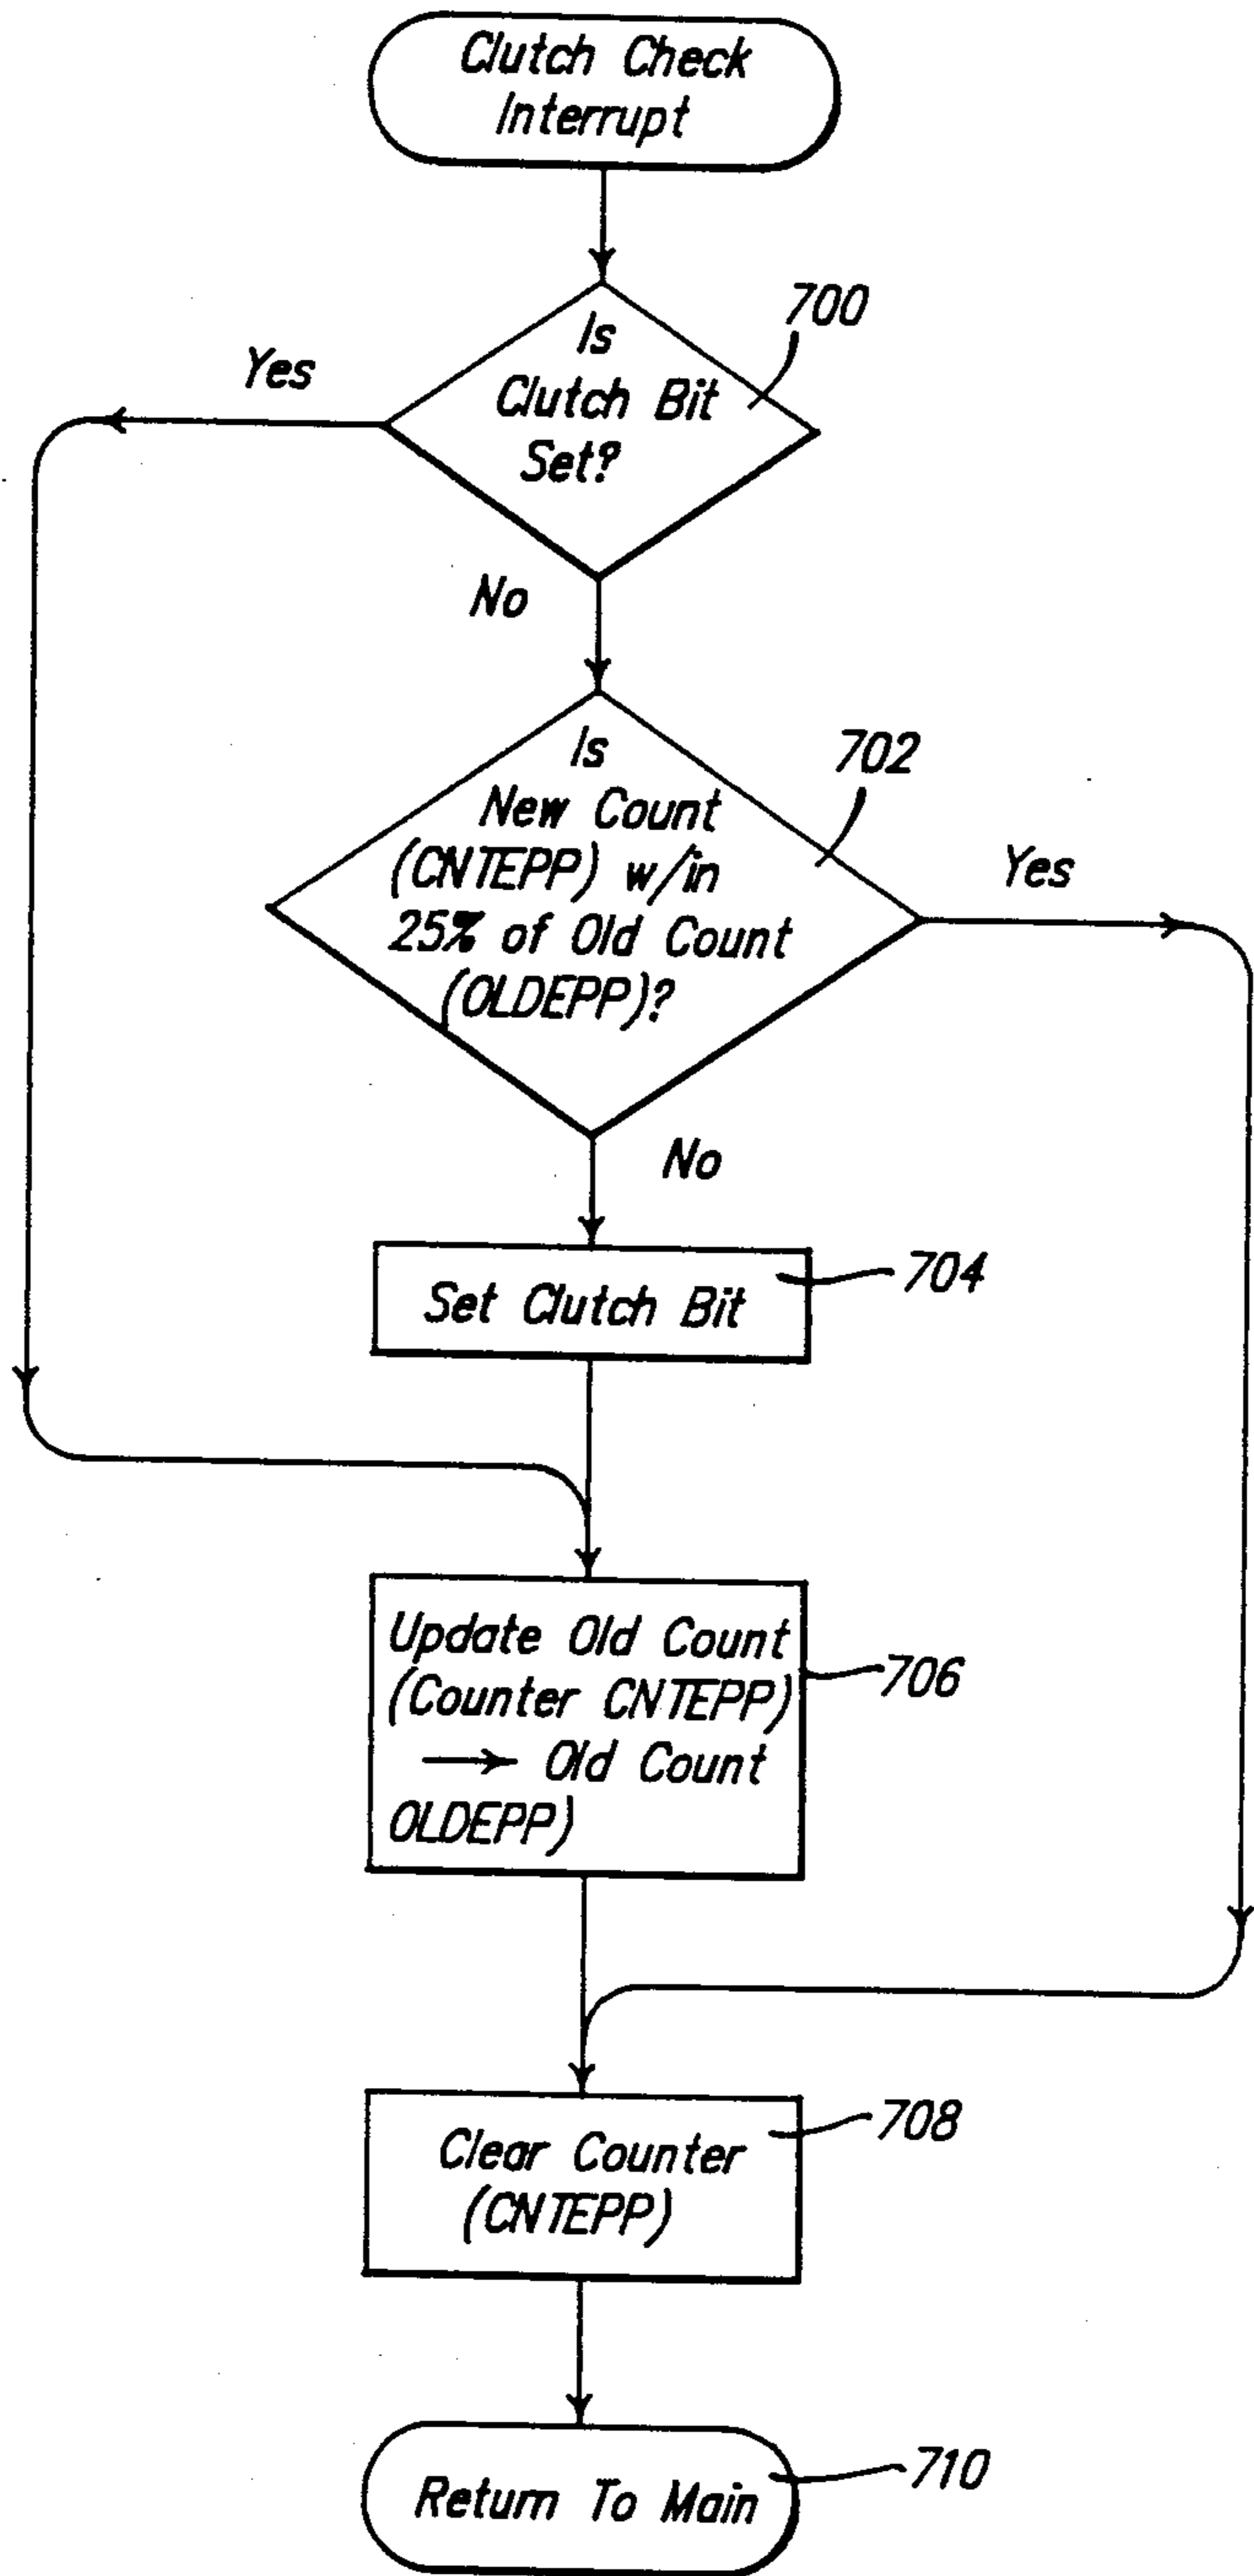 Clutch Check
Interrupt
700
Is
Clutch Bit
Set?
Yes
No
702
Is
New Count
(CNTEPP) w/in
25% of Old Count
(OLDEPP)?
Yes
No
Set Clutch Bit
704
Update Old Count
(Counter CNTEPP)
→ Old Count
OLDEPP)
706
Clear Counter
(CNTEPP)
708
Return To Main
710